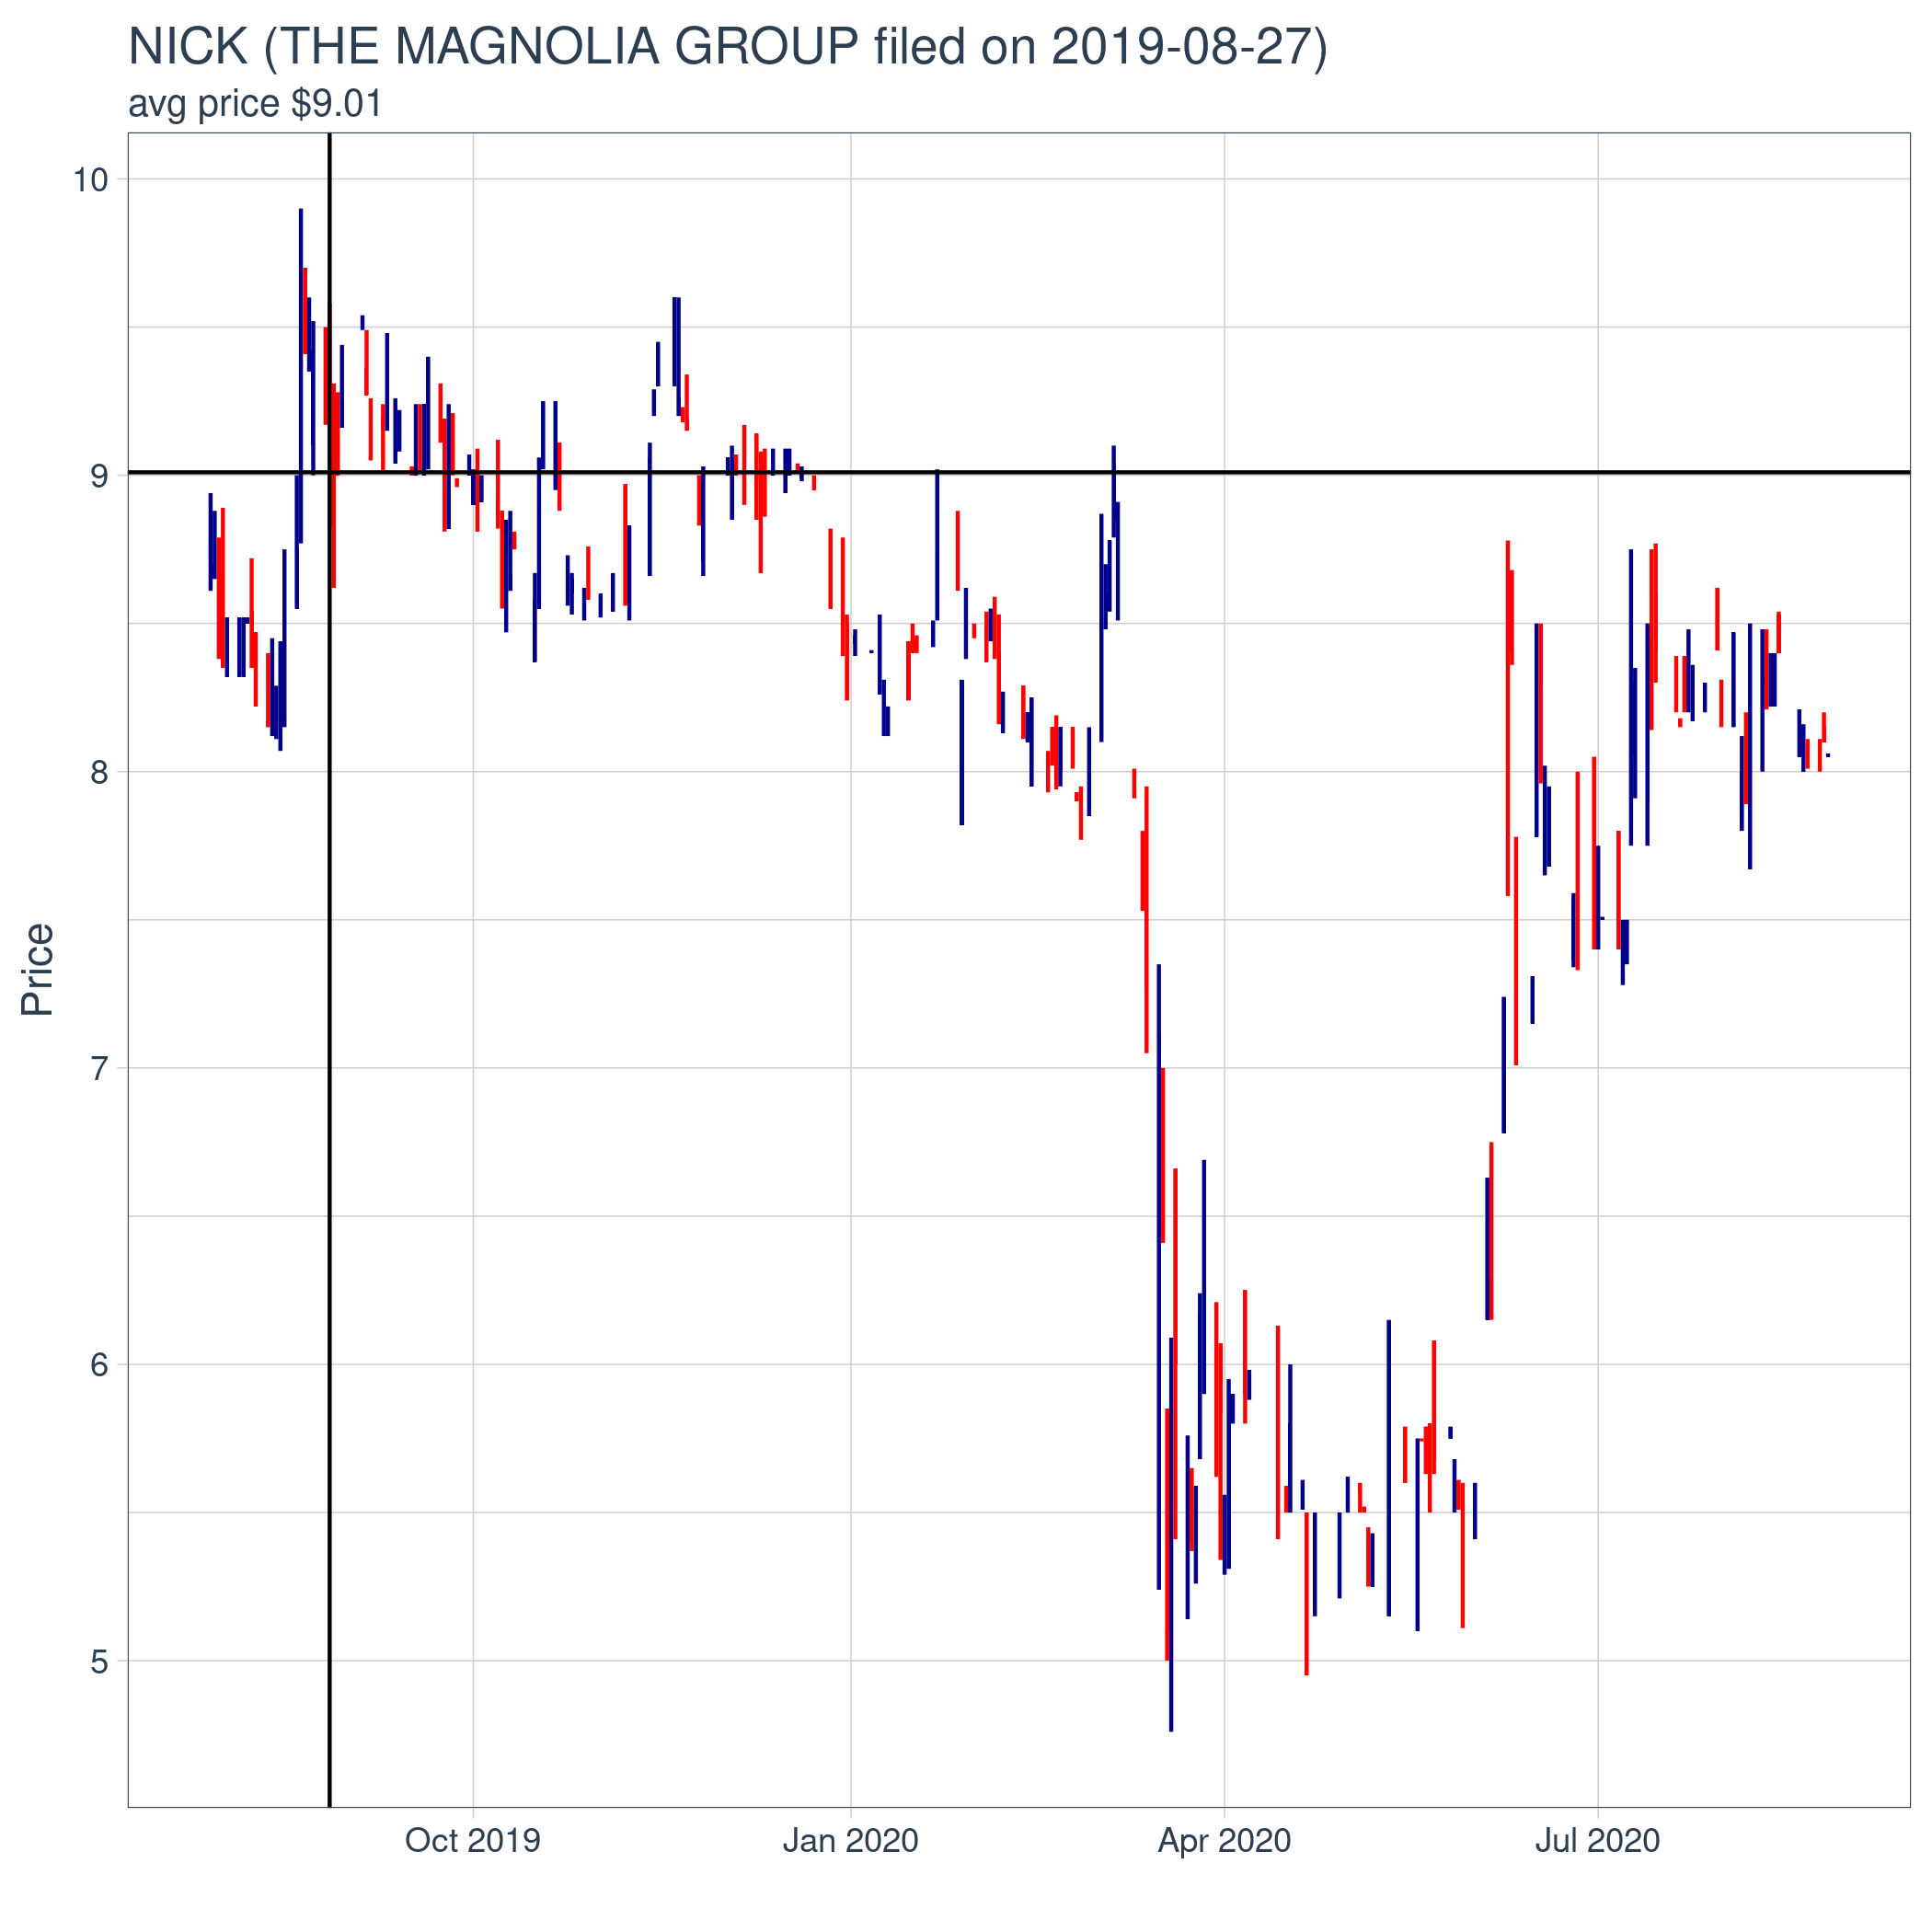 NICK (THE MAGNOLIA GROUP filed on 2019-08-27)
avg price $9.01
10
9
8
7
6
5
Price
Oct 2019
Jan 2020
Apr 2020
Jul 2020